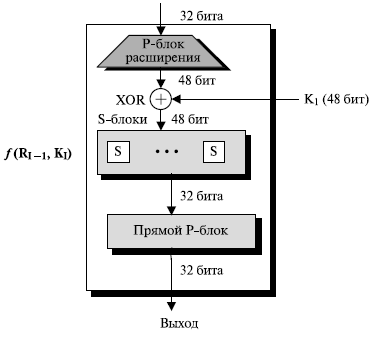 32 бита
P-блок
расширения
48 бит
XOR
+
K1 (48 бит)
S-блоки
48 бит
f (RI – 1, KI)
S
• • •
S
32 бита
Прямой P-блок
32 бита
Выход